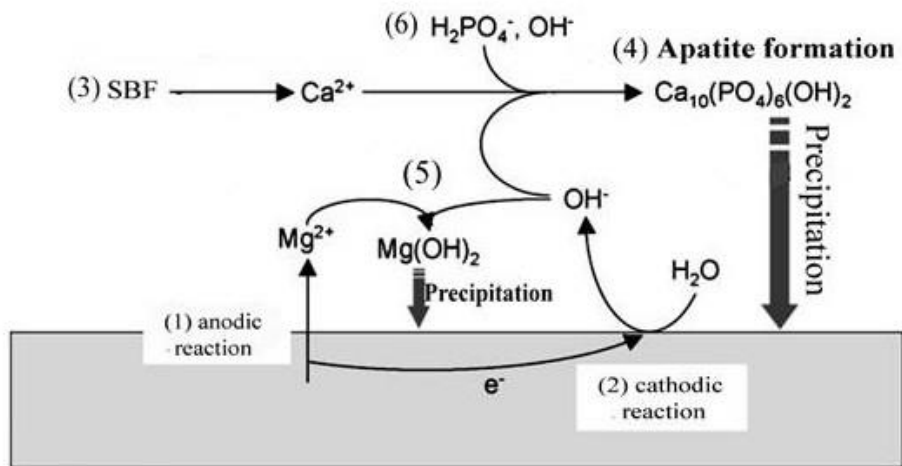 (6) H₂PO₄⁻, OH⁻
(4) Apatite formation
(3) SBF
Ca²⁺
Ca₁₀(PO₄)₆(OH)₂
Precipitation
(5)
OH⁻
Mg²⁺
Mg(OH)₂
H₂O
Precipitation
(1) anodic
reaction
e⁻
(2) cathodic
reaction